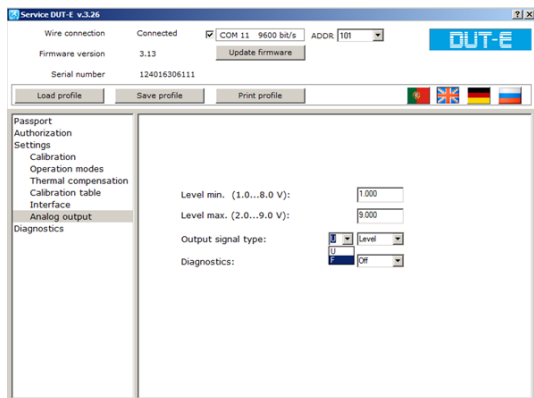 Service DUT-E v.3.26
Wire connection Connected COM 11 9600 bit/s ADDR 101
DUT-E
Firmware version 3.13 Update firmware
Serial number 124016306111
Load profile Save profile Print profile
Passport
Authorization
Settings
Calibration
Operation modes
Thermal compensation
Calibration table
Interface
Analog output
Diagnostics
Level min. (1.0...8.0 V): 1.000
Level max. (2.0...9.0 V): 9.000
Output signal type: U Level
U
F
Diagnostics: Off